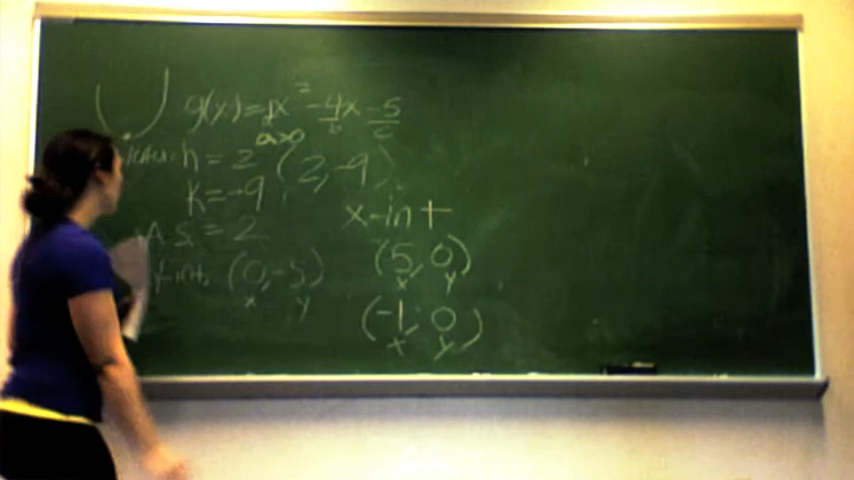 g(x) = 1x² - 4x - 5
b c
a>0
h = 2 (2, -9)
K = -9
x-int
A.S. = 2
(5, 0)
x y
y int. (0, -5)
x y
(-1, 0)
x y